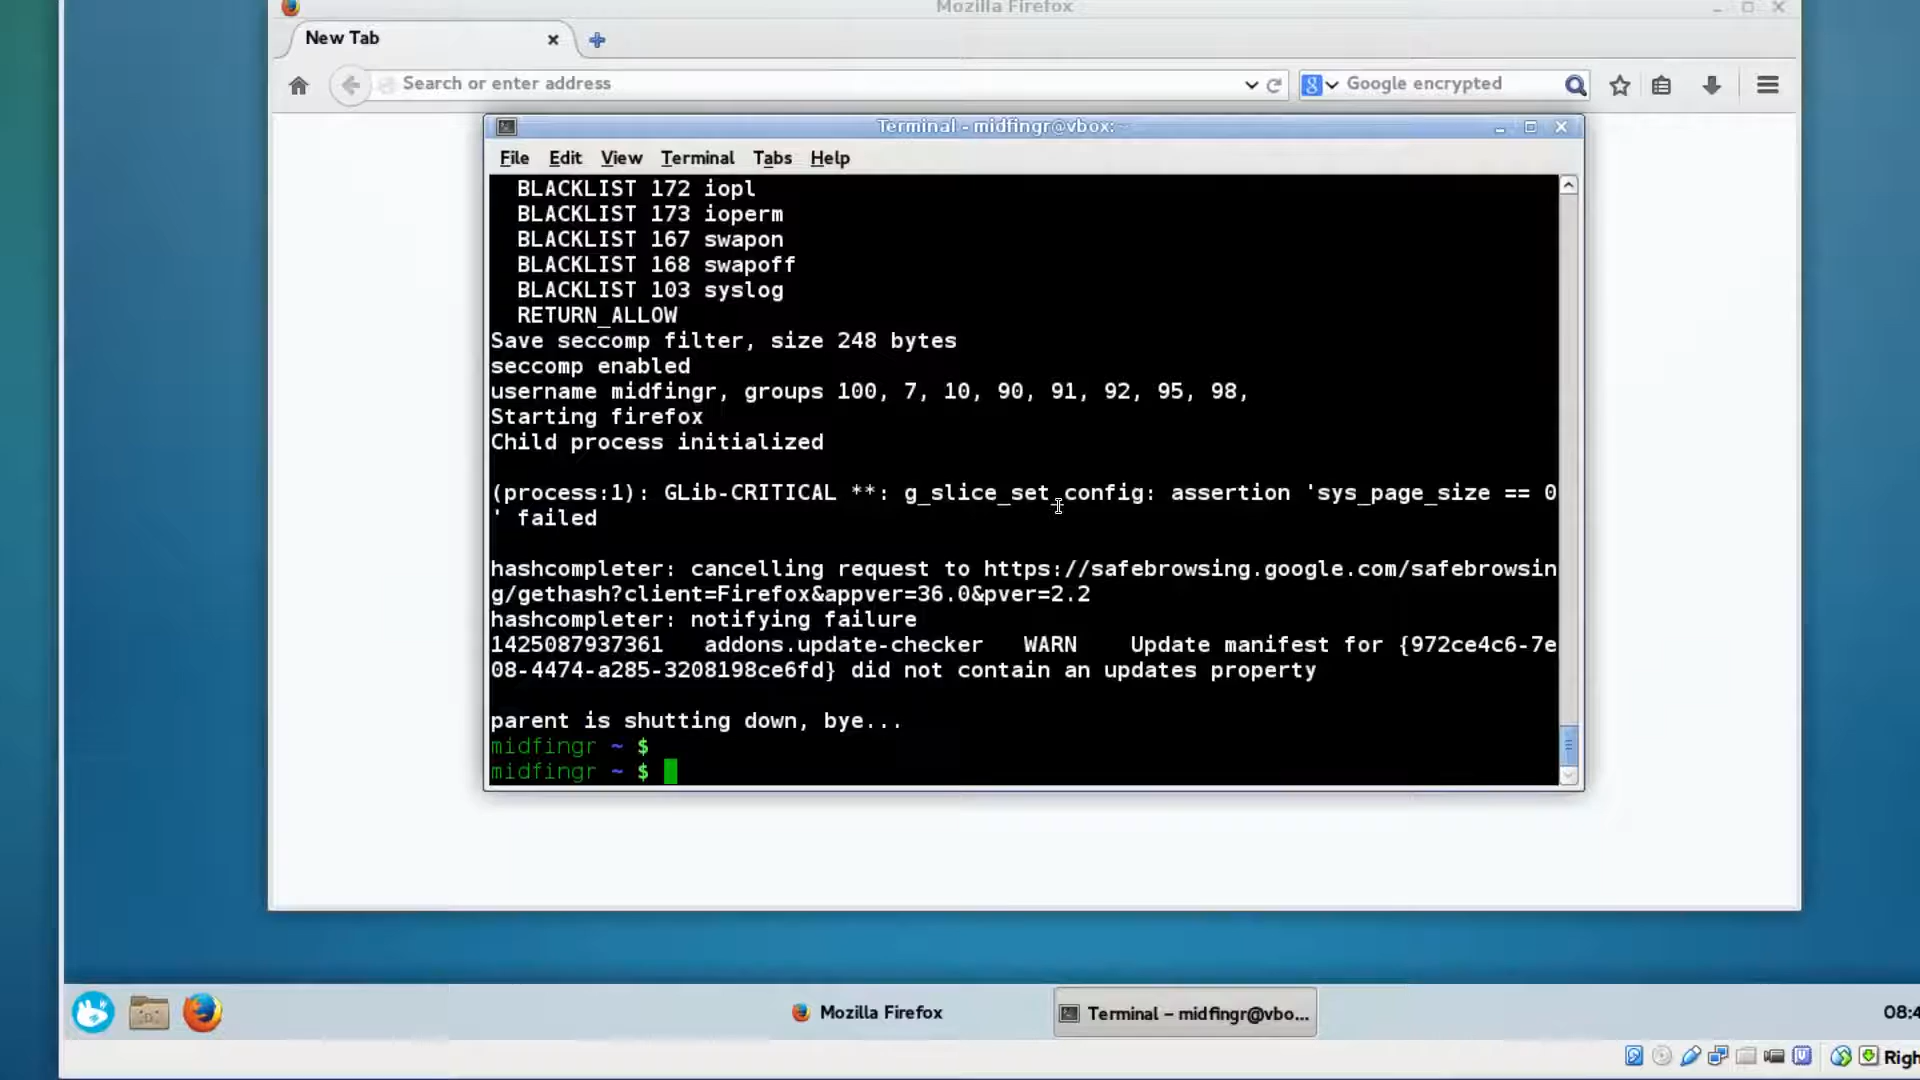 Mozilla Firefox
New Tab
Search or enter address
Google encrypted
Terminal - midfingr@vbox: ~
File Edit View Terminal Tabs Help
BLACKLIST 172 iopl
BLACKLIST 173 ioperm
BLACKLIST 167 swapon
BLACKLIST 168 swapoff
BLACKLIST 103 syslog
RETURN_ALLOW
Save seccomp filter, size 248 bytes
seccomp enabled
username midfingr, groups 100, 7, 10, 90, 91, 92, 95, 98,
Starting firefox
Child process initialized
(process:1): GLib-CRITICAL **: g_slice_set_config: assertion 'sys_page_size == 0
' failed
hashcompleter: cancelling request to https://safebrowsing.google.com/safebrowsin
g/gethash?client=Firefox&appver=36.0&pver=2.2
hashcompleter: notifying failure
1425087937361 addons.update-checker WARN Update manifest for {972ce4c6-7e
08-4474-a285-3208198ce6fd} did not contain an updates property
parent is shutting down, bye...
midfingr ~ $
midfingr ~ $
Mozilla Firefox
Terminal – midfingr@vbo...
08:4
Righ